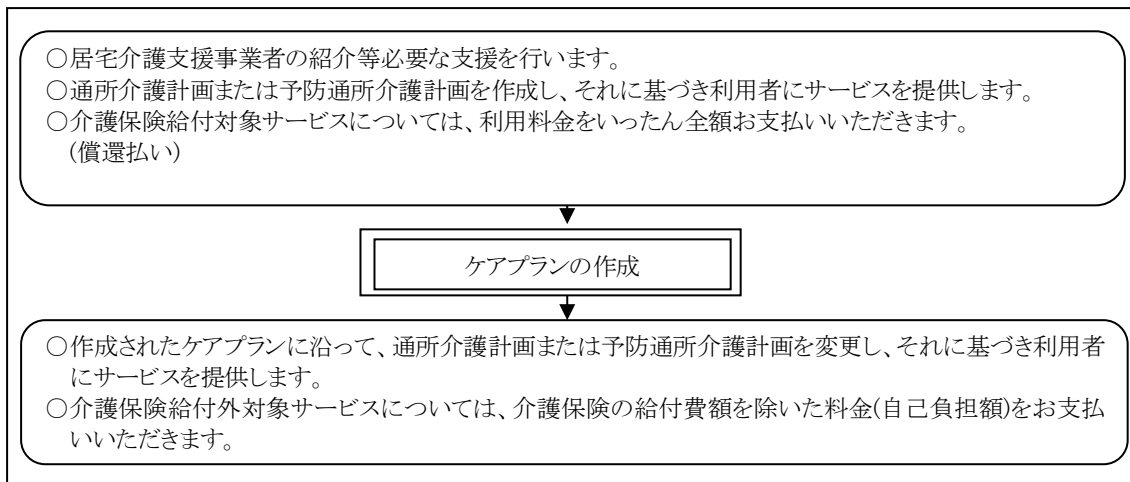 ○居宅介護支援事業者の紹介等必要な支援を行います。
○通所介護計画または予防通所介護計画を作成し、それに基づき利用者にサービスを提供します。
○介護保険給付対象サービスについては、利用料金をいったん全額お支払いいただきます。
(償還払い)
ケアプランの作成
○作成されたケアプランに沿って、通所介護計画または予防通所介護計画を変更し、それに基づき利用者
にサービスを提供します。
○介護保険給付外対象サービスについては、介護保険の給付費額を除いた料金(自己負担額)をお支払
いいただきます。